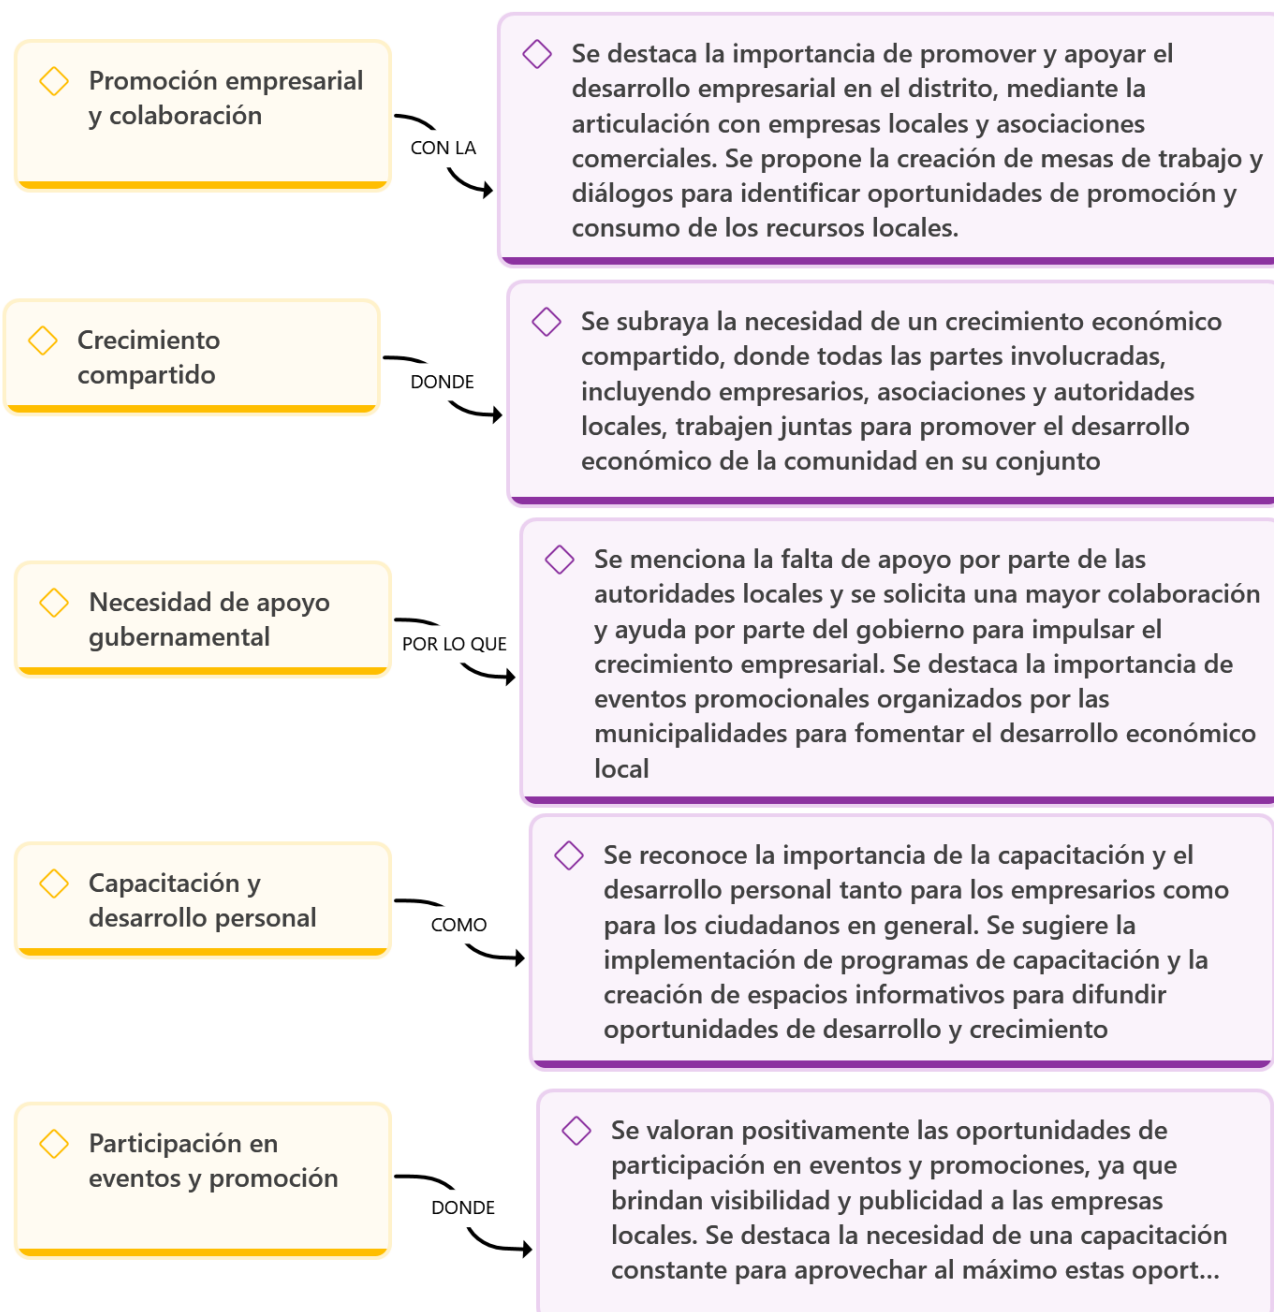 Promoción empresarial
y colaboración
CON LA
Se destaca la importancia de promover y apoyar el
desarrollo empresarial en el distrito, mediante la
articulación con empresas locales y asociaciones
comerciales. Se propone la creación de mesas de trabajo y
diálogos para identificar oportunidades de promoción y
consumo de los recursos locales.
Crecimiento
compartido
DONDE
Se subraya la necesidad de un crecimiento económico
compartido, donde todas las partes involucradas,
incluyendo empresarios, asociaciones y autoridades
locales, trabajen juntas para promover el desarrollo
económico de la comunidad en su conjunto
Necesidad de apoyo
gubernamental
POR LO QUE
Se menciona la falta de apoyo por parte de las
autoridades locales y se solicita una mayor colaboración
y ayuda por parte del gobierno para impulsar el
crecimiento empresarial. Se destaca la importancia de
eventos promocionales organizados por las
municipalidades para fomentar el desarrollo económico
local
Capacitación y
desarrollo personal
COMO
Se reconoce la importancia de la capacitación y el
desarrollo personal tanto para los empresarios como
para los ciudadanos en general. Se sugiere la
implementación de programas de capacitación y la
creación de espacios informativos para difundir
oportunidades de desarrollo y crecimiento
Participación en
eventos y promoción
DONDE
Se valoran positivamente las oportunidades de
participación en eventos y promociones, ya que
brindan visibilidad y publicidad a las empresas
locales. Se destaca la necesidad de una capacitación
constante para aprovechar al máximo estas oport...